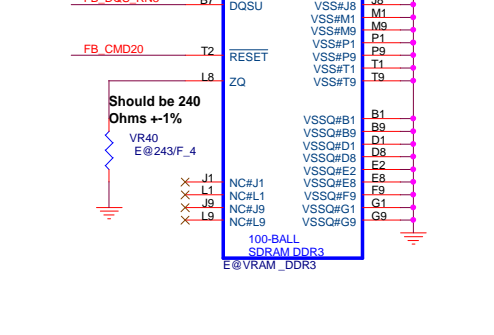 FB_DQS_RN3 B7 DQSU VSS#J8 J8
VSS#M1 M1
VSS#M9 M9
VSS#P1 P1
FB_CMD20 T2 RESET VSS#P9 P9
VSS#T1 T1
L8 ZQ VSS#T9 T9
Should be 240
Ohms +-1%
VSSQ#B1 B1
VSSQ#B9 B9
VR40 VSSQ#D1 D1
E@243/F_4 VSSQ#D8 D8
VSSQ#E2 E2
J1 NC#J1 VSSQ#E8 E8
L1 NC#L1 VSSQ#F9 F9
J9 NC#J9 VSSQ#G1 G1
L9 NC#L9 VSSQ#G9 G9
100-BALL
SDRAM DDR3
E@VRAM _DDR3